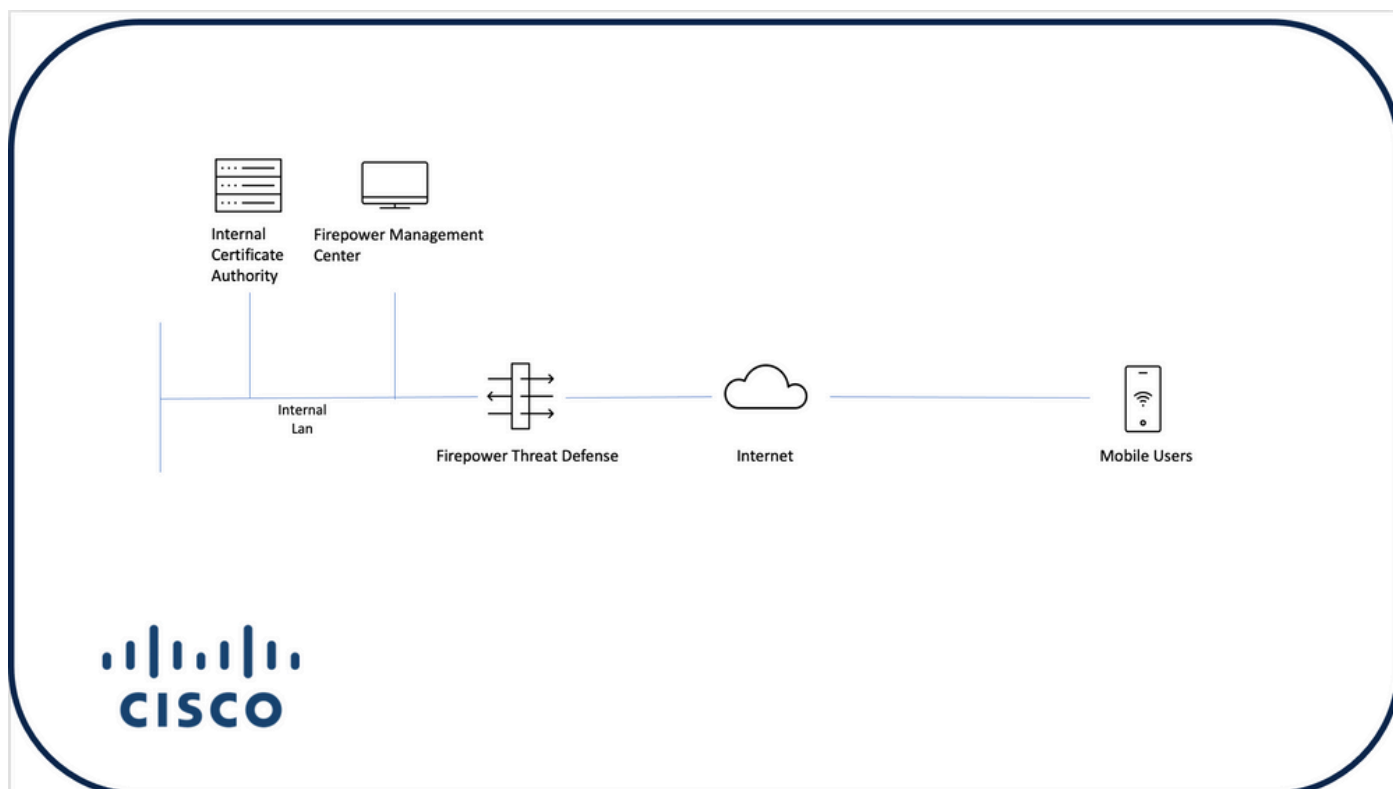 Internal
Certificate
Authority
Firepower Management
Center
Internal
Lan
Firepower Threat Defense
Internet
Mobile Users
CISCO